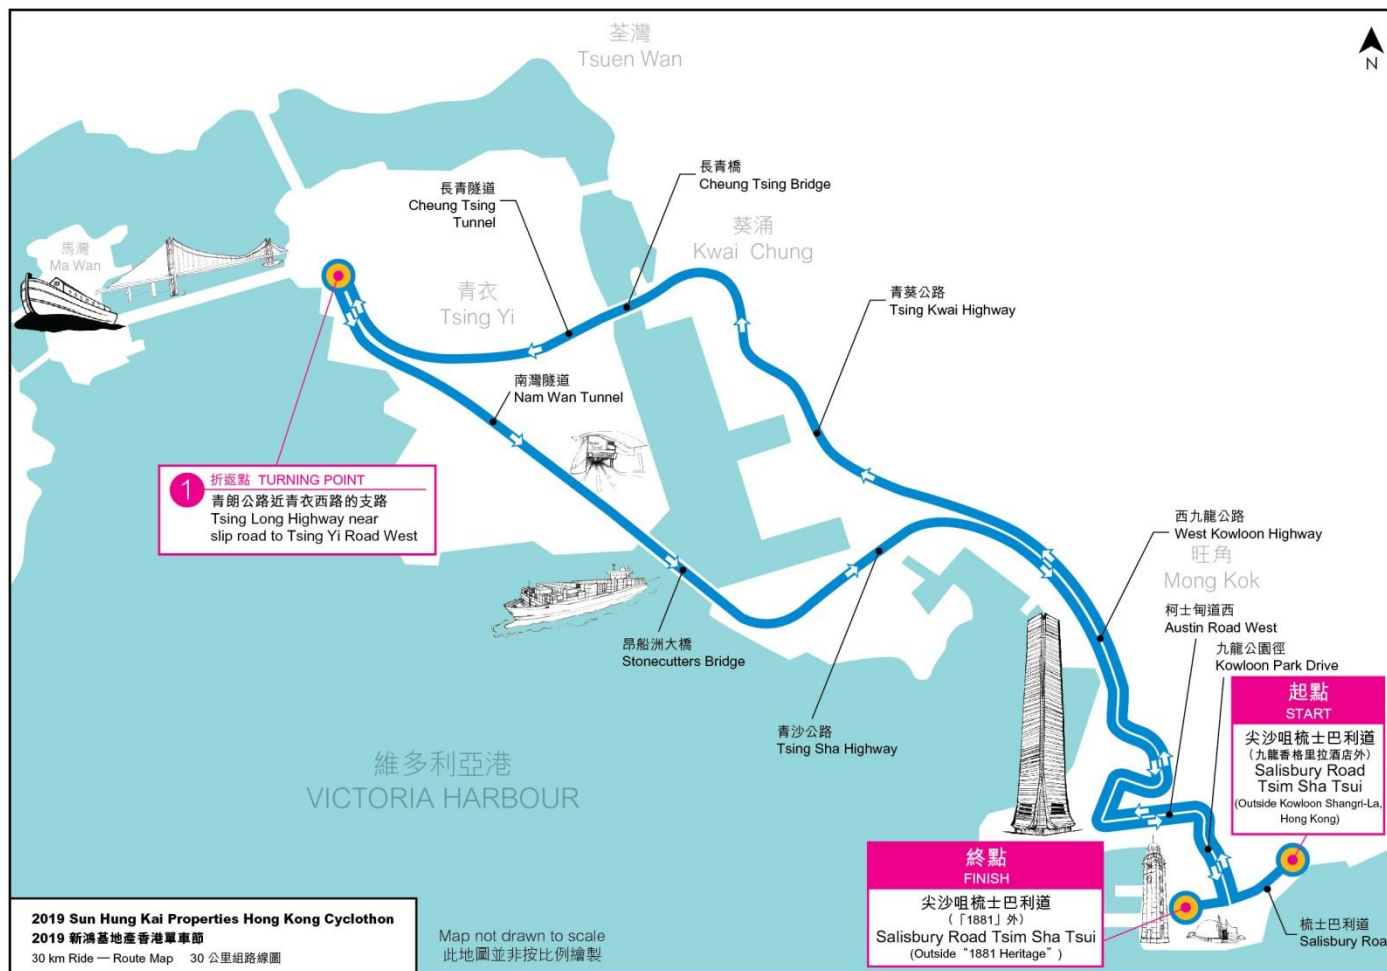 荃灣
Tsuen Wan
N
長青橋
Cheung Tsing Bridge
長青隧道
Cheung Tsing
Tunnel
葵涌
Kwai Chung
馬灣
Ma Wan
青衣
Tsing Yi
青葵公路
Tsing Kwai Highway
南灣隧道
Nam Wan Tunnel
1
折返點 TURNING POINT
青朗公路近青衣西路的支路
Tsing Long Highway near
slip road to Tsing Yi Road West
西九龍公路
West Kowloon Highway
旺角
Mong Kok
柯士甸道西
Austin Road West
九龍公園徑
Kowloon Park Drive
昂船洲大橋
Stonecutters Bridge
青沙公路
Tsing Sha Highway
起點
START
尖沙咀梳士巴利道
(九龍香格里拉酒店外)
Salisbury Road
Tsim Sha Tsui
(Outside Kowloon Shangri-La,
Hong Kong)
維多利亞港
VICTORIA HARBOUR
終點
FINISH
尖沙咀梳士巴利道
(「1881」外)
Salisbury Road Tsim Sha Tsui
(Outside “1881 Heritage”)
梳士巴利道
Salisbury Roa
2019 Sun Hung Kai Properties Hong Kong Cyclothon
2019 新鴻基地產香港單車節
30 km Ride — Route Map 30 公里組路線圖
Map not drawn to scale
此地圖並非按比例繪製